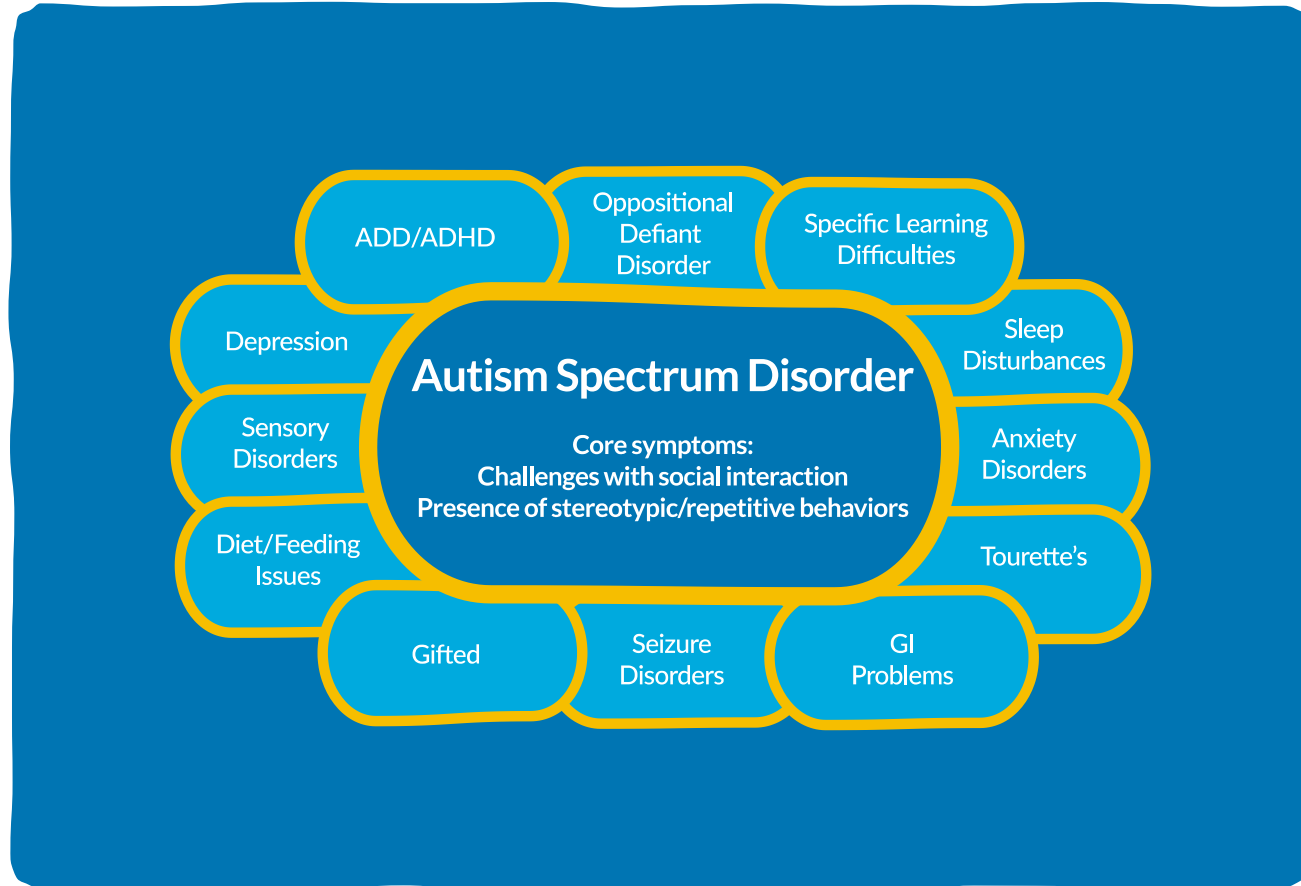 ADD/ADHD
Oppositional
Defiant
Disorder
Specific Learning
Difficulties
Depression
Sleep
Disturbances
Autism Spectrum Disorder
Core symptoms:
Challenges with social interaction
Presence of stereotypic/repetitive behaviors
Sensory
Disorders
Anxiety
Disorders
Diet/Feeding
Issues
Tourette's
Gifted
Seizure
Disorders
GI
Problems